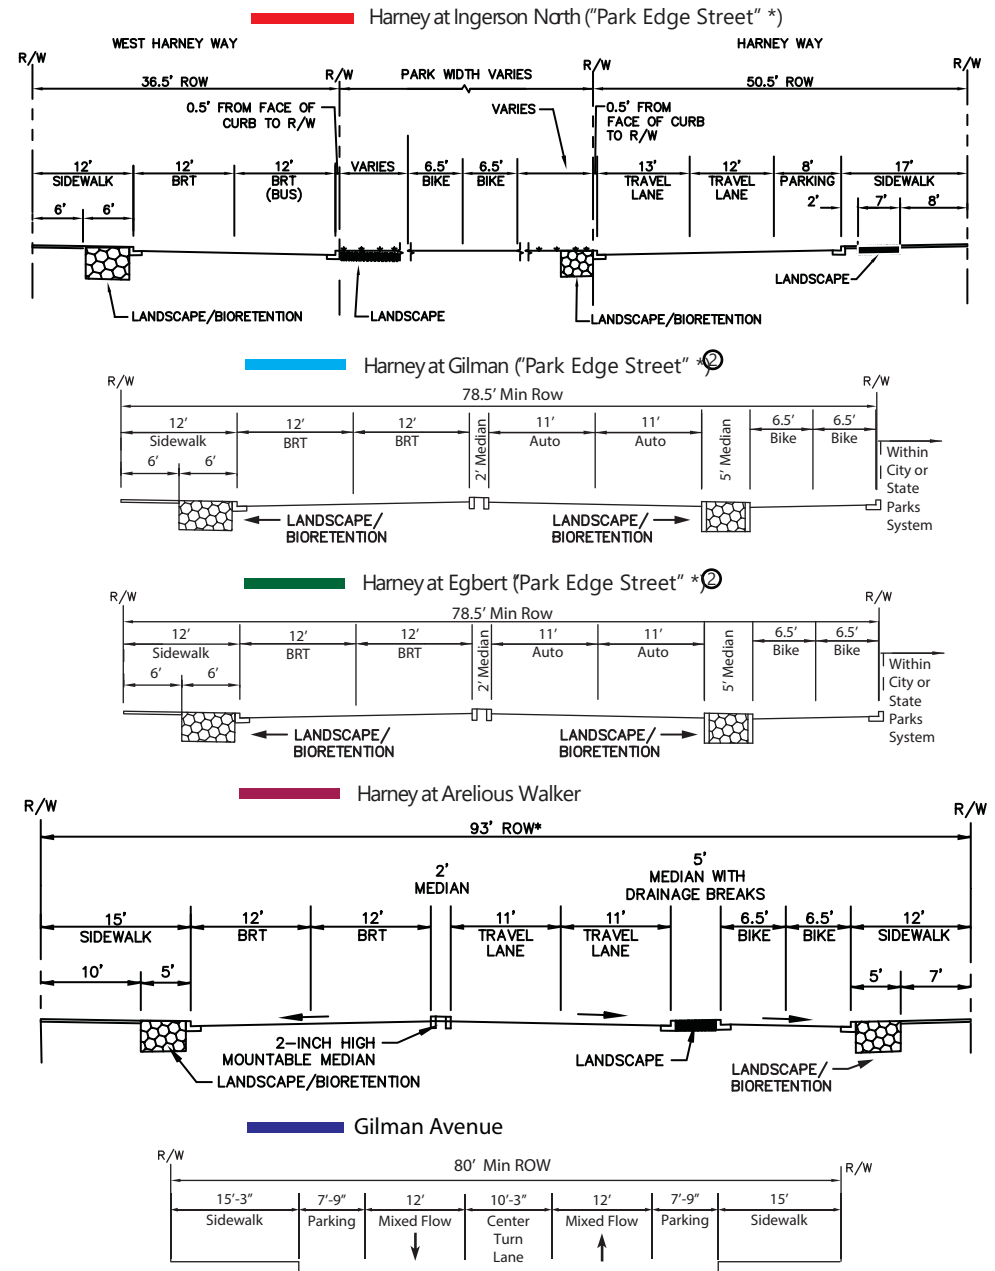 Harney at Ingerson North ("Park Edge Street" *)
WEST HARNEY WAY
HARNEY WAY
R/W
R/W
R/W
R/W
36.5' ROW
PARK WIDTH VARIES
50.5' ROW
0.5' FROM FACE OF
CURB TO R/W
VARIES
0.5' FROM
FACE OF CURB
TO R/W
12'
SIDEWALK
12'
BRT
12'
BRT
(BUS)
VARIES
6.5'
BIKE
6.5'
BIKE
13'
TRAVEL
LANE
12'
TRAVEL
LANE
8'
PARKING
17'
SIDEWALK
6'
6'
2'
7'
8'
LANDSCAPE/BIORETENTION
LANDSCAPE
LANDSCAPE/BIORETENTION
LANDSCAPE
Harney at Gilman ("Park Edge Street" *) 2
R/W
R/W
78.5' Min Row
12'
Sidewalk
12'
BRT
12'
BRT
2' Median
11'
Auto
11'
Auto
5' Median
6.5'
Bike
6.5'
Bike
6'
6'
Within
City or
State
Parks
System
LANDSCAPE/
BIORETENTION
LANDSCAPE/
BIORETENTION
Harney at Egbert ("Park Edge Street" *) 2
R/W
R/W
78.5' Min Row
12'
Sidewalk
12'
BRT
12'
BRT
2' Median
11'
Auto
11'
Auto
5' Median
6.5'
Bike
6.5'
Bike
6'
6'
Within
City or
State
Parks
System
LANDSCAPE/
BIORETENTION
LANDSCAPE/
BIORETENTION
Harney at Arelious Walker
R/W
R/W
93' ROW*
2'
MEDIAN
5'
MEDIAN WITH
DRAINAGE BREAKS
15'
SIDEWALK
12'
BRT
12'
BRT
11'
TRAVEL
LANE
11'
TRAVEL
LANE
6.5'
BIKE
6.5'
BIKE
12'
SIDEWALK
10'
5'
5'
7'
2-INCH HIGH
MOUNTABLE MEDIAN
LANDSCAPE/BIORETENTION
LANDSCAPE
LANDSCAPE/
BIORETENTION
Gilman Avenue
R/W
R/W
80' Min ROW
15'-3"
Sidewalk
7'-9"
Parking
12'
Mixed Flow
10'-3"
Center
Turn
Lane
12'
Mixed Flow
7'-9"
Parking
15'
Sidewalk